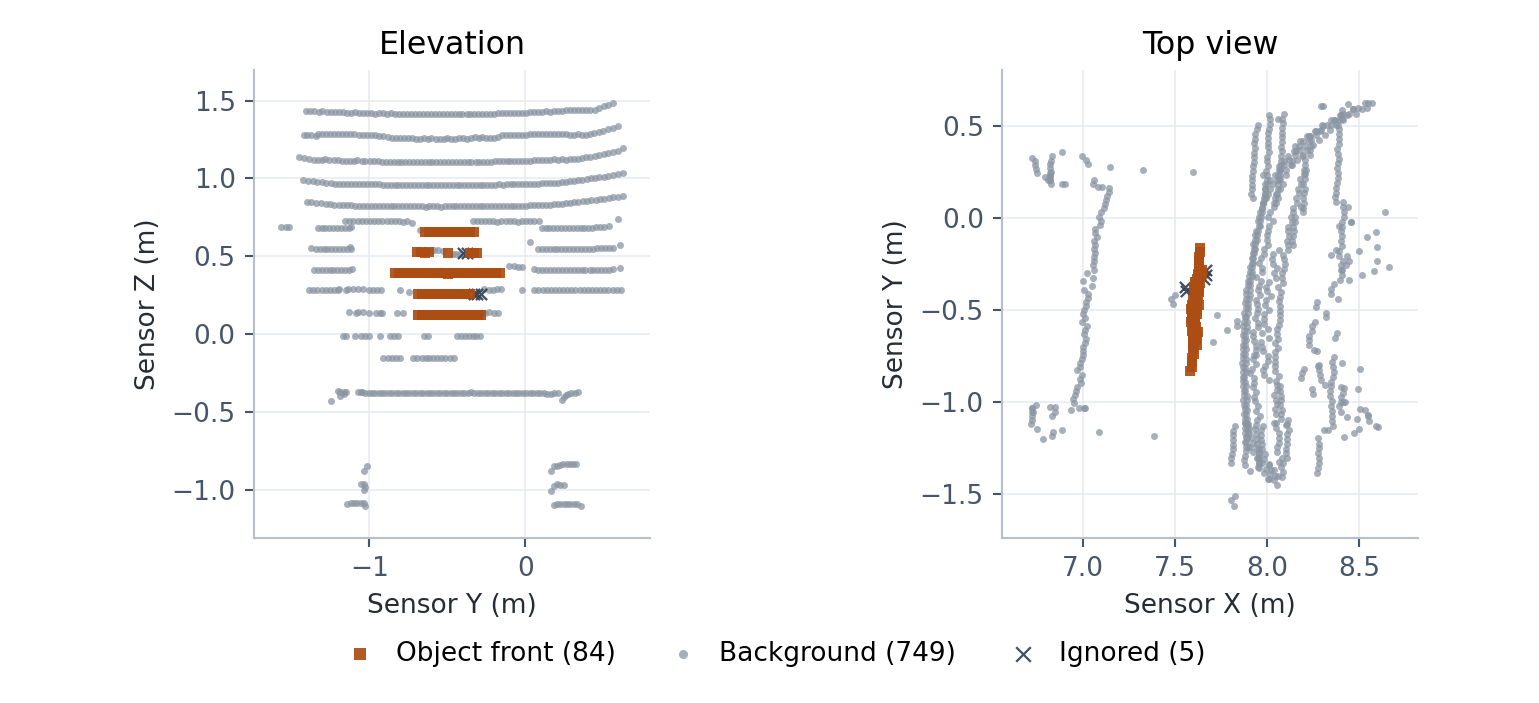 Elevation
Top view
1.5
1.0
0.5
0.0
−0.5
−1.0
Sensor Z (m)
−1
0
Sensor Y (m)
0.5
0.0
−0.5
−1.0
−1.5
Sensor Y (m)
7.0
7.5
8.0
8.5
Sensor X (m)
Object front (84)
Background (749)
Ignored (5)